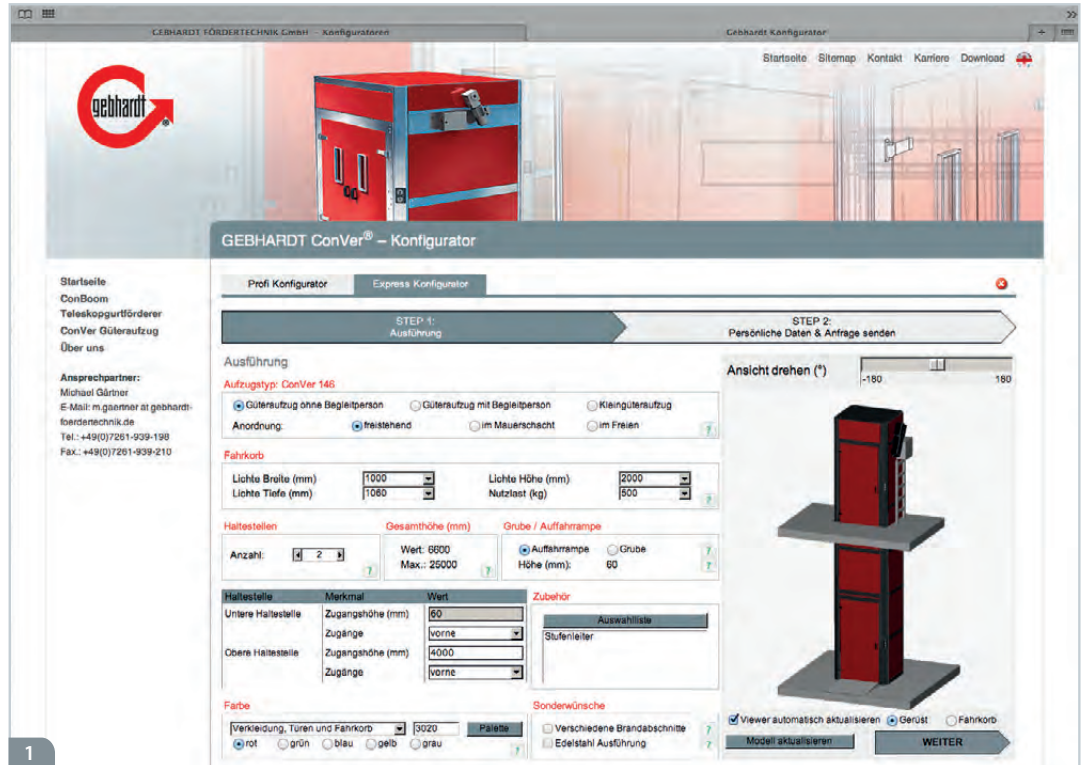 GEBHARDT FÖRDERTECHNIK GmbH - Konfiguratoren
Gebhardt Konfigurator
Startseite Sitemap Kontakt Karriere Download
gebhardt
GEBHARDT ConVer® – Konfigurator
Startseite
ConBoom
Teleskopgurtförderer
ConVer Güteraufzug
Über uns
Ansprechpartner:
Michael Gärtner
E-Mail: m.gaertner at gebhardt-
foerdertechnik.de
Tel.: +49(0)7261-939-198
Fax.: +49(0)7261-939-210
Profi Konfigurator
Express Konfigurator
STEP 1:
Ausführung
STEP 2:
Persönliche Daten & Anfrage senden
Ausführung
Aufzugstyp: ConVer 146
Güteraufzug ohne Begleitperson Güteraufzug mit Begleitperson Kleingüteraufzug
Anordnung: freistehend im Mauerschacht im Freien ?
Fahrkorb
Lichte Breite (mm) 1000 Lichte Höhe (mm) 2000
Lichte Tiefe (mm) 1060 Nutzlast (kg) 500 ?
Haltestellen Gesamthöhe (mm) Grube / Auffahrrampe
Anzahl: 2 ?
Wert: 6600
Max.: 25000 ?
Auffahrrampe Grube ?
Höhe (mm): 60 ?
Haltestelle Merkmal Wert
Untere Haltestelle Zugangshöhe (mm) 60
Zugänge vorne
Obere Haltestelle Zugangshöhe (mm) 4000
Zugänge vorne
Zubehör
Auswahlliste
Stufenleiter
Farbe
Verkleidung, Türen und Fahrkorb 3020 Palette
rot grün blau gelb grau ?
Sonderwünsche
Verschiedene Brandabschnitte ?
Edelstahl Ausführung ?
Ansicht drehen (°)
-180 180
Viewer automatisch aktualisieren Gerüst Fahrkorb
Modell aktualisieren WEITER
1